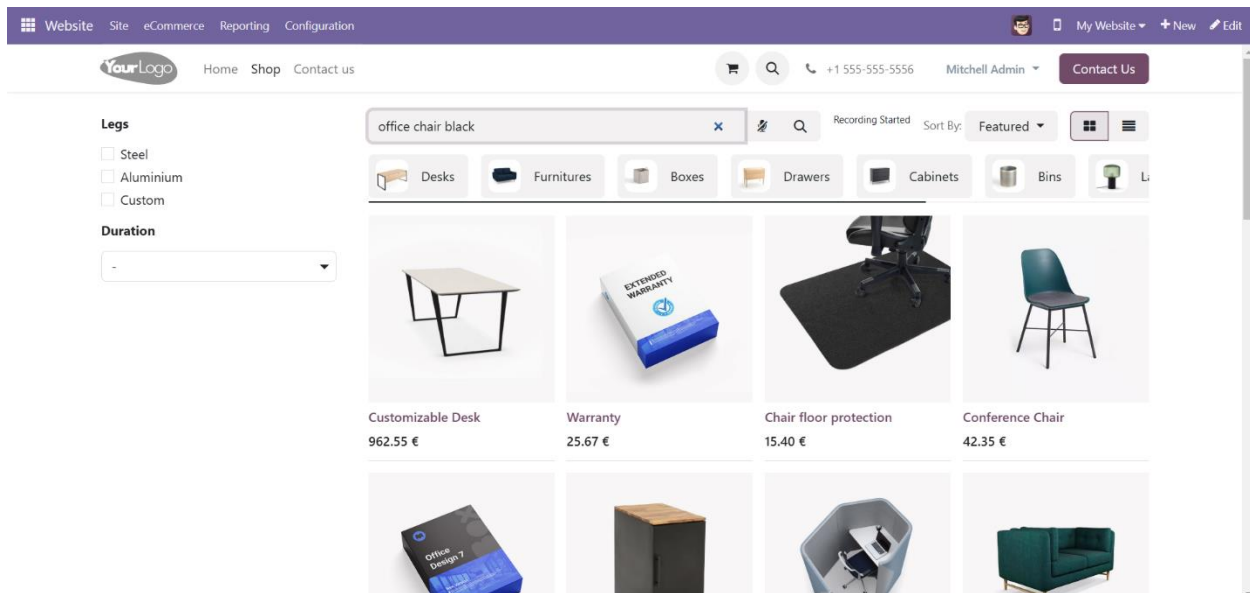 Website Site eCommerce Reporting Configuration My Website + New Edit
YourLogo Home Shop Contact us +1 555-555-5556 Mitchell Admin Contact Us
Legs
Steel
Aluminium
Custom
Duration
-
office chair black × Recording Started Sort By: Featured
Desks Furnitures Boxes Drawers Cabinets Bins
EXTENDED
WARRANTY
Customizable Desk Warranty Chair floor protection Conference Chair
962.55 € 25.67 € 15.40 € 42.35 €
Office
Design 7